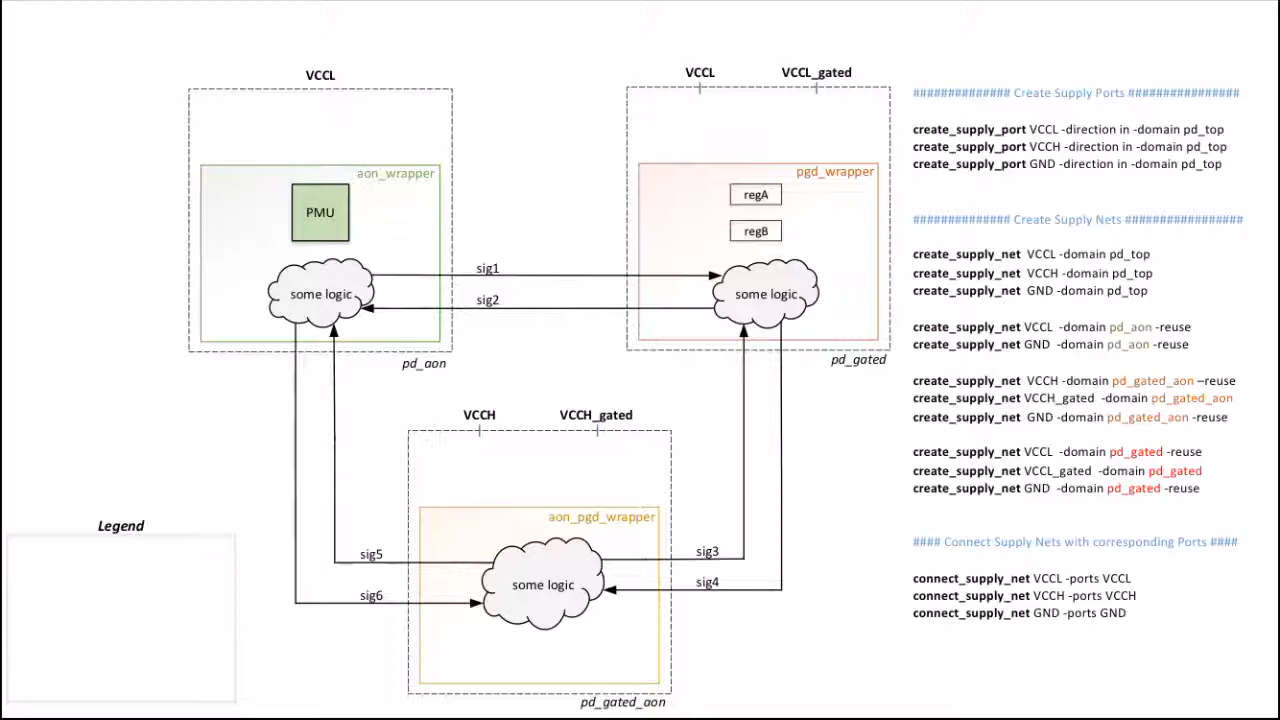 VCCL
aon_wrapper
PMU
some logic
pd_aon
VCCL VCCL_gated
pgd_wrapper
regA
regB
some logic
pd_gated
sig1
sig2
VCCH VCCH_gated
aon_pgd_wrapper
some logic
pd_gated_aon
sig5
sig6
sig3
sig4
Legend
############## Create Supply Ports ################
create_supply_port VCCL -direction in -domain pd_top
create_supply_port VCCH -direction in -domain pd_top
create_supply_port GND -direction in -domain pd_top
############## Create Supply Nets #################
create_supply_net VCCL -domain pd_top
create_supply_net VCCH -domain pd_top
create_supply_net GND -domain pd_top
create_supply_net VCCL -domain pd_aon -reuse
create_supply_net GND -domain pd_aon -reuse
create_supply_net VCCH -domain pd_gated_aon –reuse
create_supply_net VCCH_gated -domain pd_gated_aon
create_supply_net GND -domain pd_gated_aon -reuse
create_supply_net VCCL -domain pd_gated -reuse
create_supply_net VCCL_gated -domain pd_gated
create_supply_net GND -domain pd_gated -reuse
#### Connect Supply Nets with corresponding Ports ####
connect_supply_net VCCL -ports VCCL
connect_supply_net VCCH -ports VCCH
connect_supply_net GND -ports GND